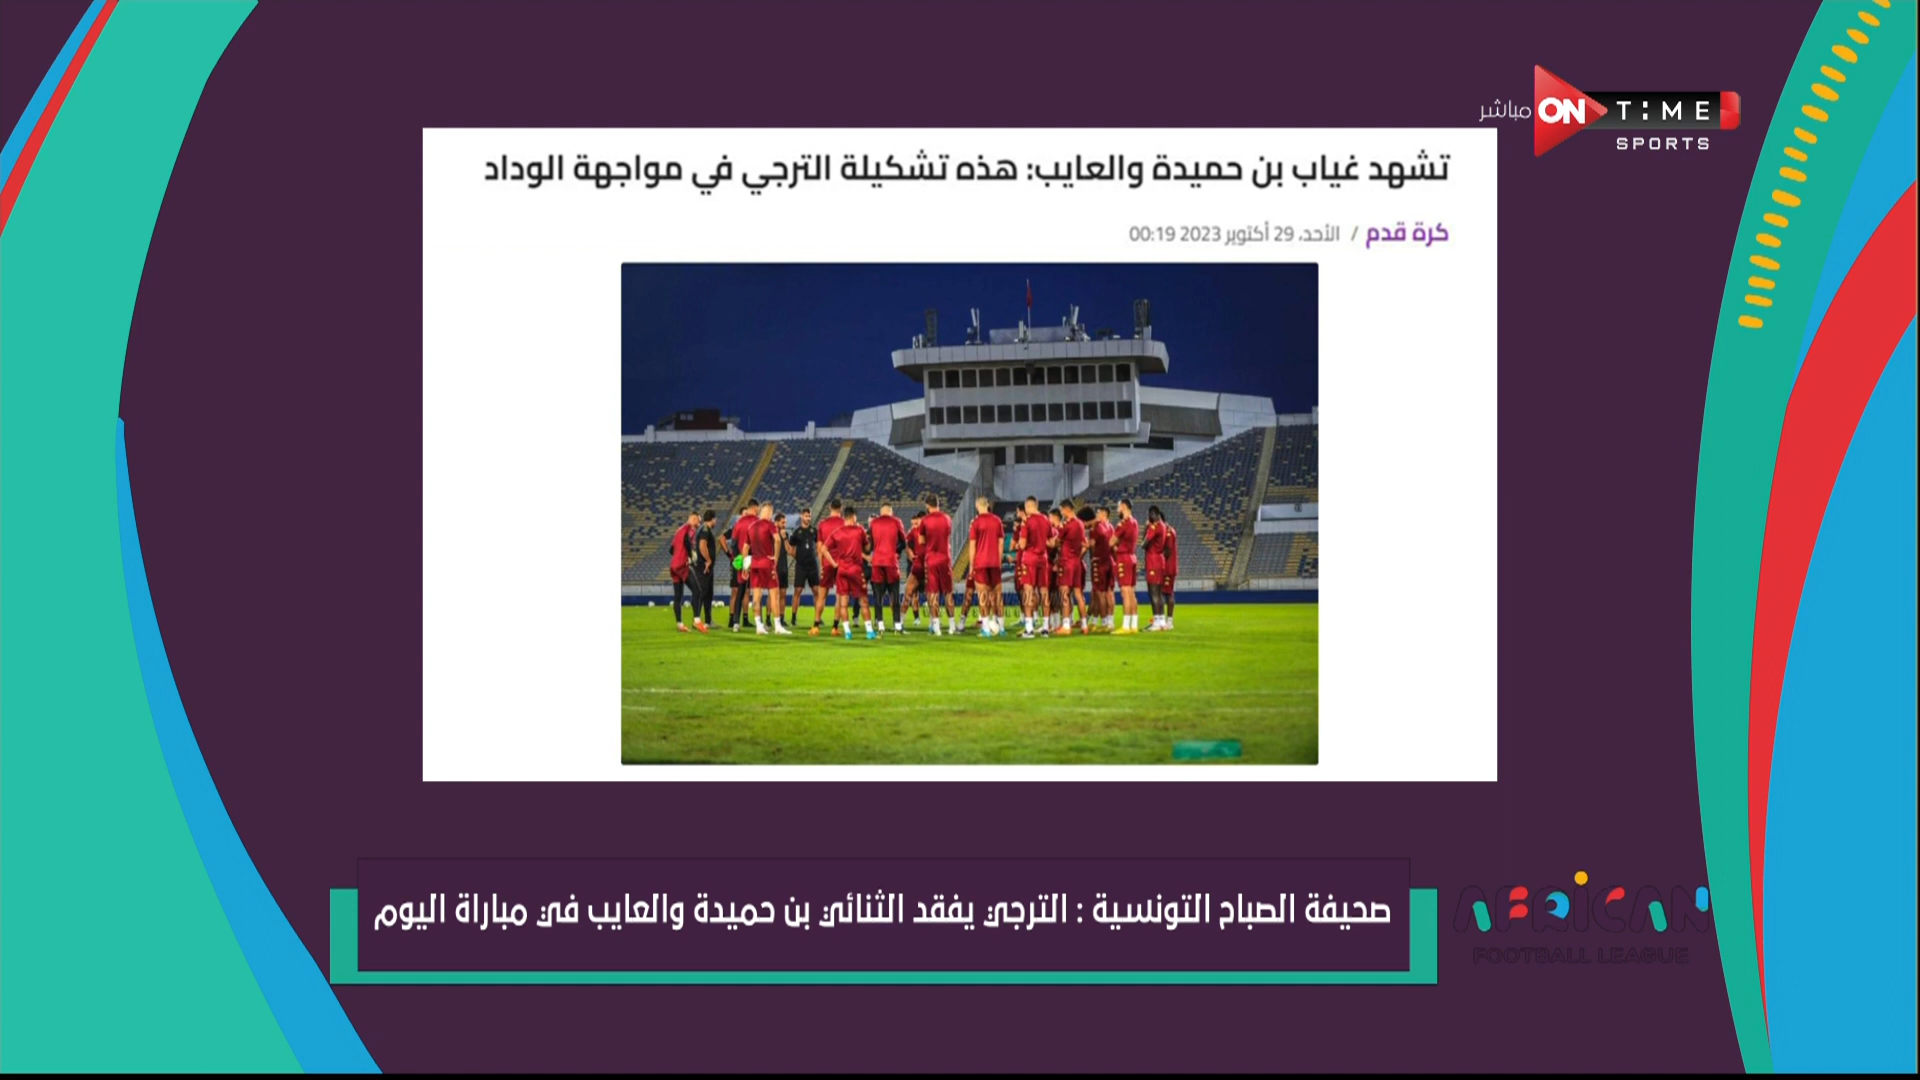 مباشر ON TIME
SPORTS
تشهد غياب بن حميدة والعايب: هذه تشكيلة الترجي في مواجهة الوداد
كرة قدم / الأحد، 29 أكتوبر 2023 00:19
صحيفة الصباح التونسية : الترجي يفقد الثنائي بن حميدة والعايب في مباراة اليوم
AFRICAN
FOOTBALL LEAGUE